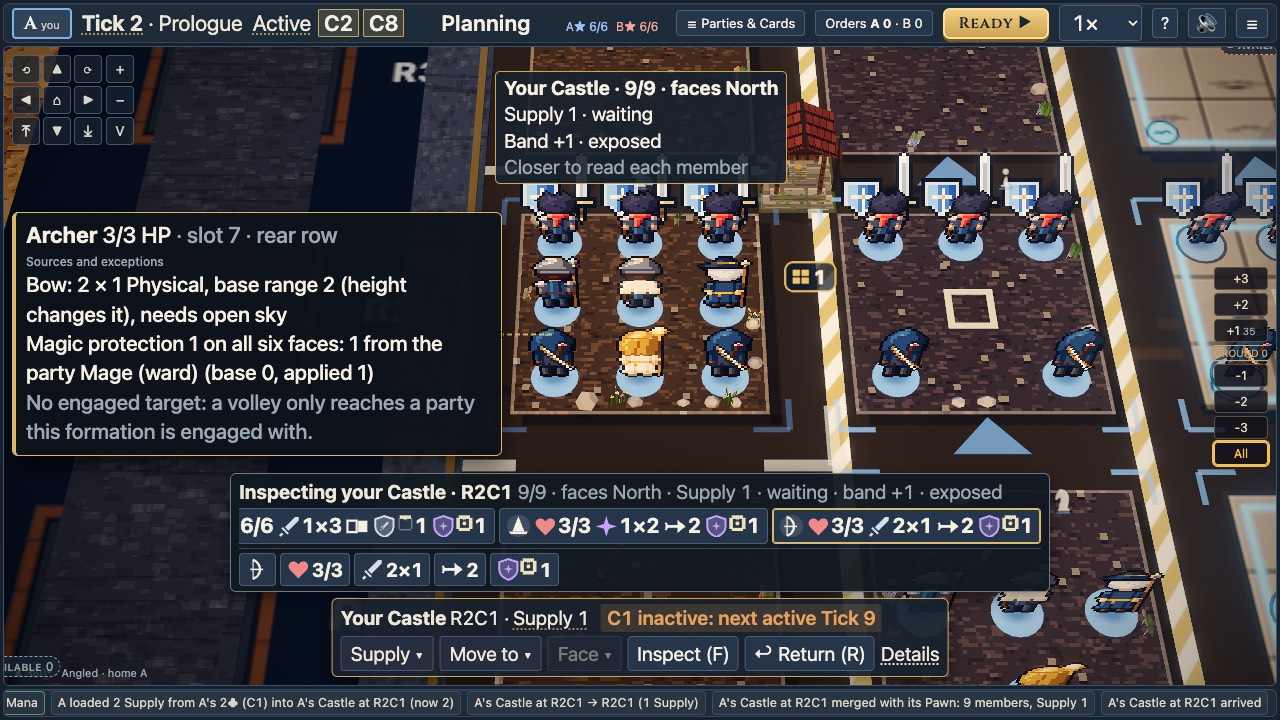 A you
Tick 2 · Prologue Active C2 C8
Planning
A★ 6/6 B★ 6/6
≡ Parties & Cards
Orders A 0 · B 0
READY ▶
1×
?
≡
R3
V
Your Castle · 9/9 · faces North
Supply 1 · waiting
Band +1 · exposed
Closer to read each member
Archer 3/3 HP · slot 7 · rear row
Sources and exceptions
Bow: 2 × 1 Physical, base range 2 (height
changes it), needs open sky
Magic protection 1 on all six faces: 1 from the
party Mage (ward) (base 0, applied 1)
No engaged target: a volley only reaches a party
this formation is engaged with.
1
+3
+2
+1 35
GROUND 0
-1
-2
-3
All
Inspecting your Castle · R2C1 9/9 · faces North · Supply 1 · waiting · band +1 · exposed
6/6 1×3 1 1
3/3 1×2 2 1
3/3 2×1 2 1
3/3 2×1 2 1
Your Castle R2C1 · Supply 1 C1 inactive: next active Tick 9
Supply ▾ Move to ▾ Face ▾ Inspect (F) ↩ Return (R) Details
ILABLE 0
Angled · home A
Mana
A loaded 2 Supply from A's 2♣ (C1) into A's Castle at R2C1 (now 2)
A's Castle at R2C1 → R2C1 (1 Supply)
A's Castle at R2C1 merged with its Pawn: 9 members, Supply 1
A's Castle at R2C1 arrived